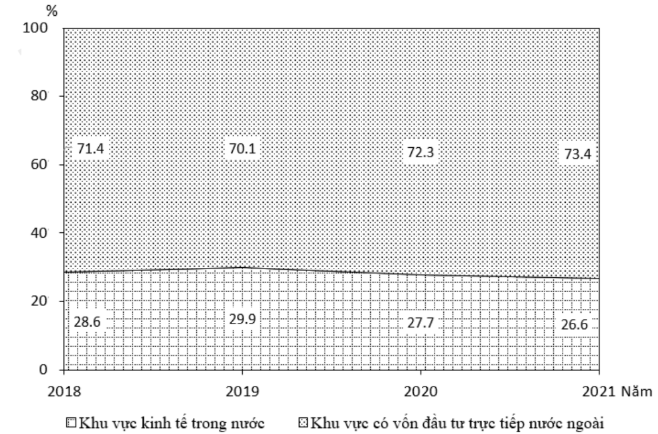 %
100
80
60
40
20
0
71.4 70.1 72.3 73.4
28.6 29.9 27.7 26.6
2018 2019 2020 2021 Năm
Khu vực kinh tế trong nước Khu vực có vốn đầu tư trực tiếp nước ngoài